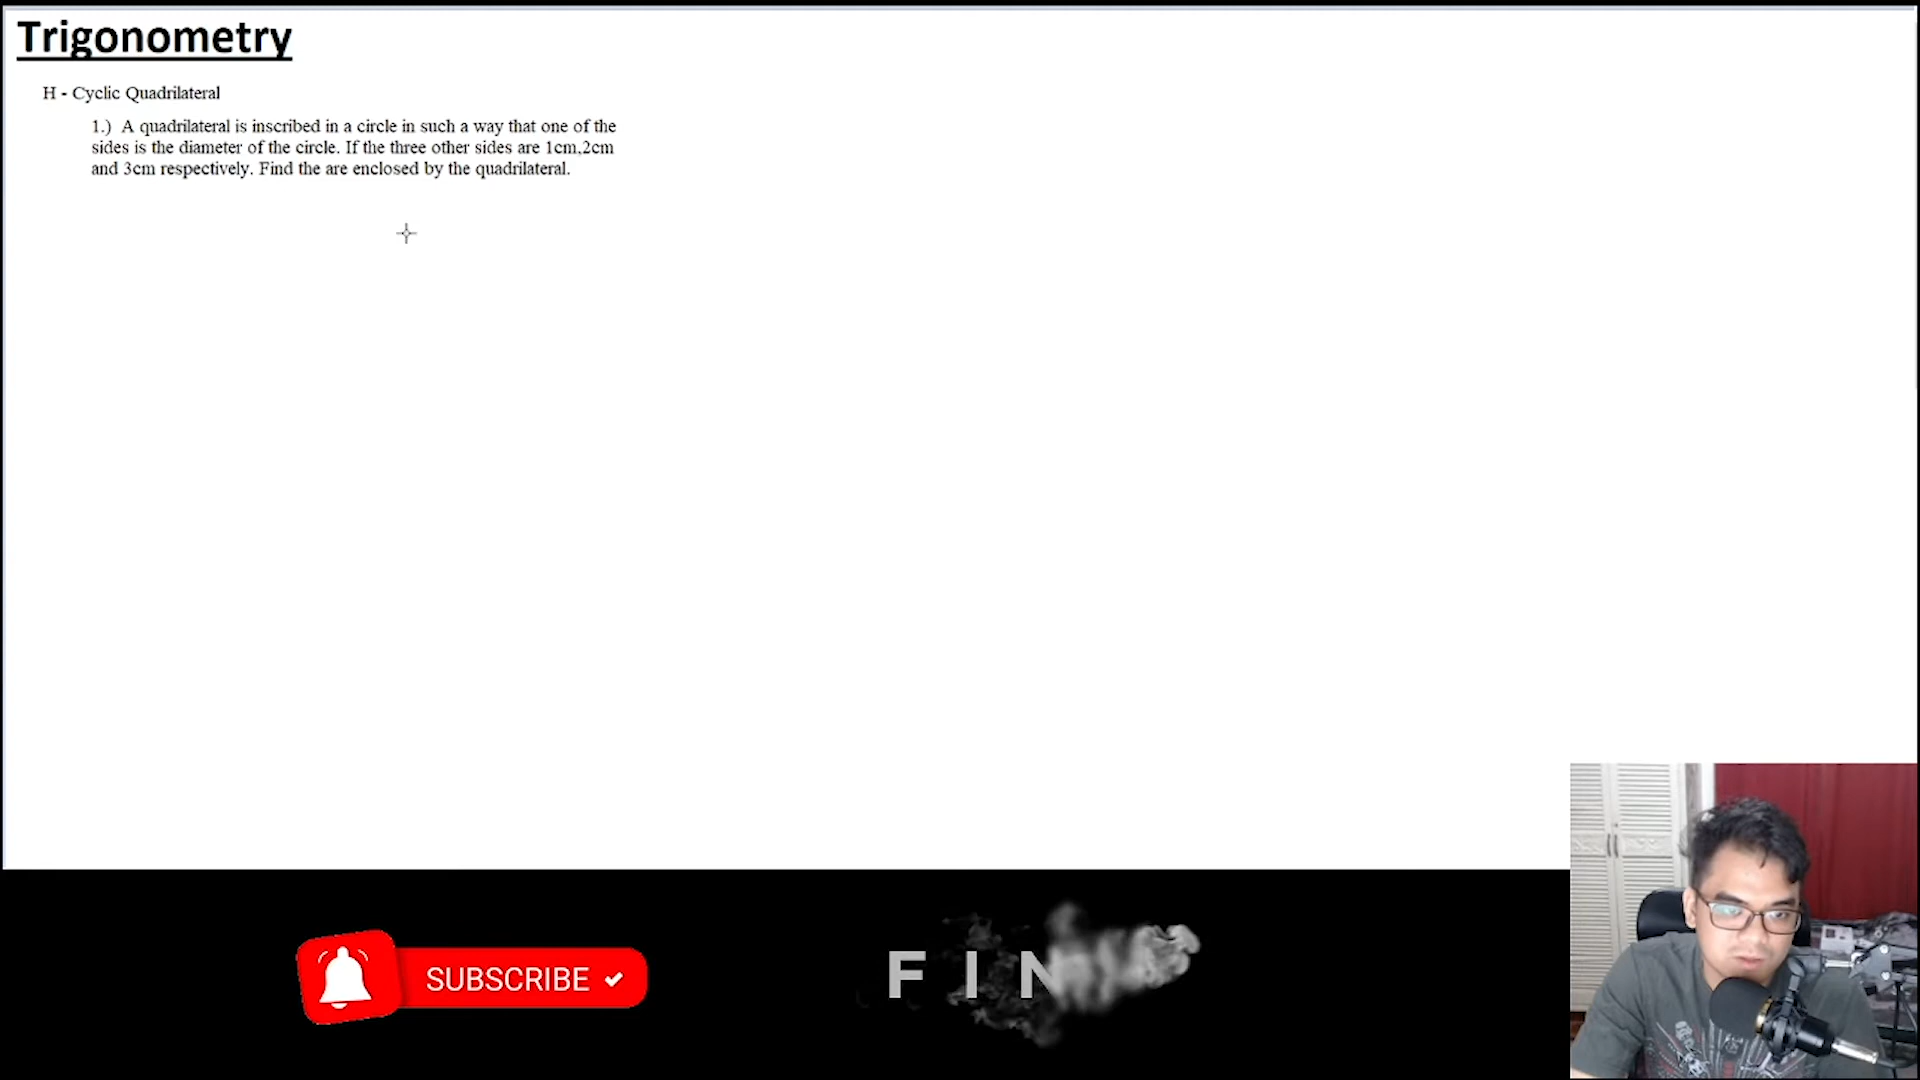 Trigonometry
H - Cyclic Quadrilateral
1.) A quadrilateral is inscribed in a circle in such a way that one of the
sides is the diameter of the circle. If the three other sides are 1cm,2cm
and 3cm respectively. Find the are enclosed by the quadrilateral.
SUBSCRIBE
F I N